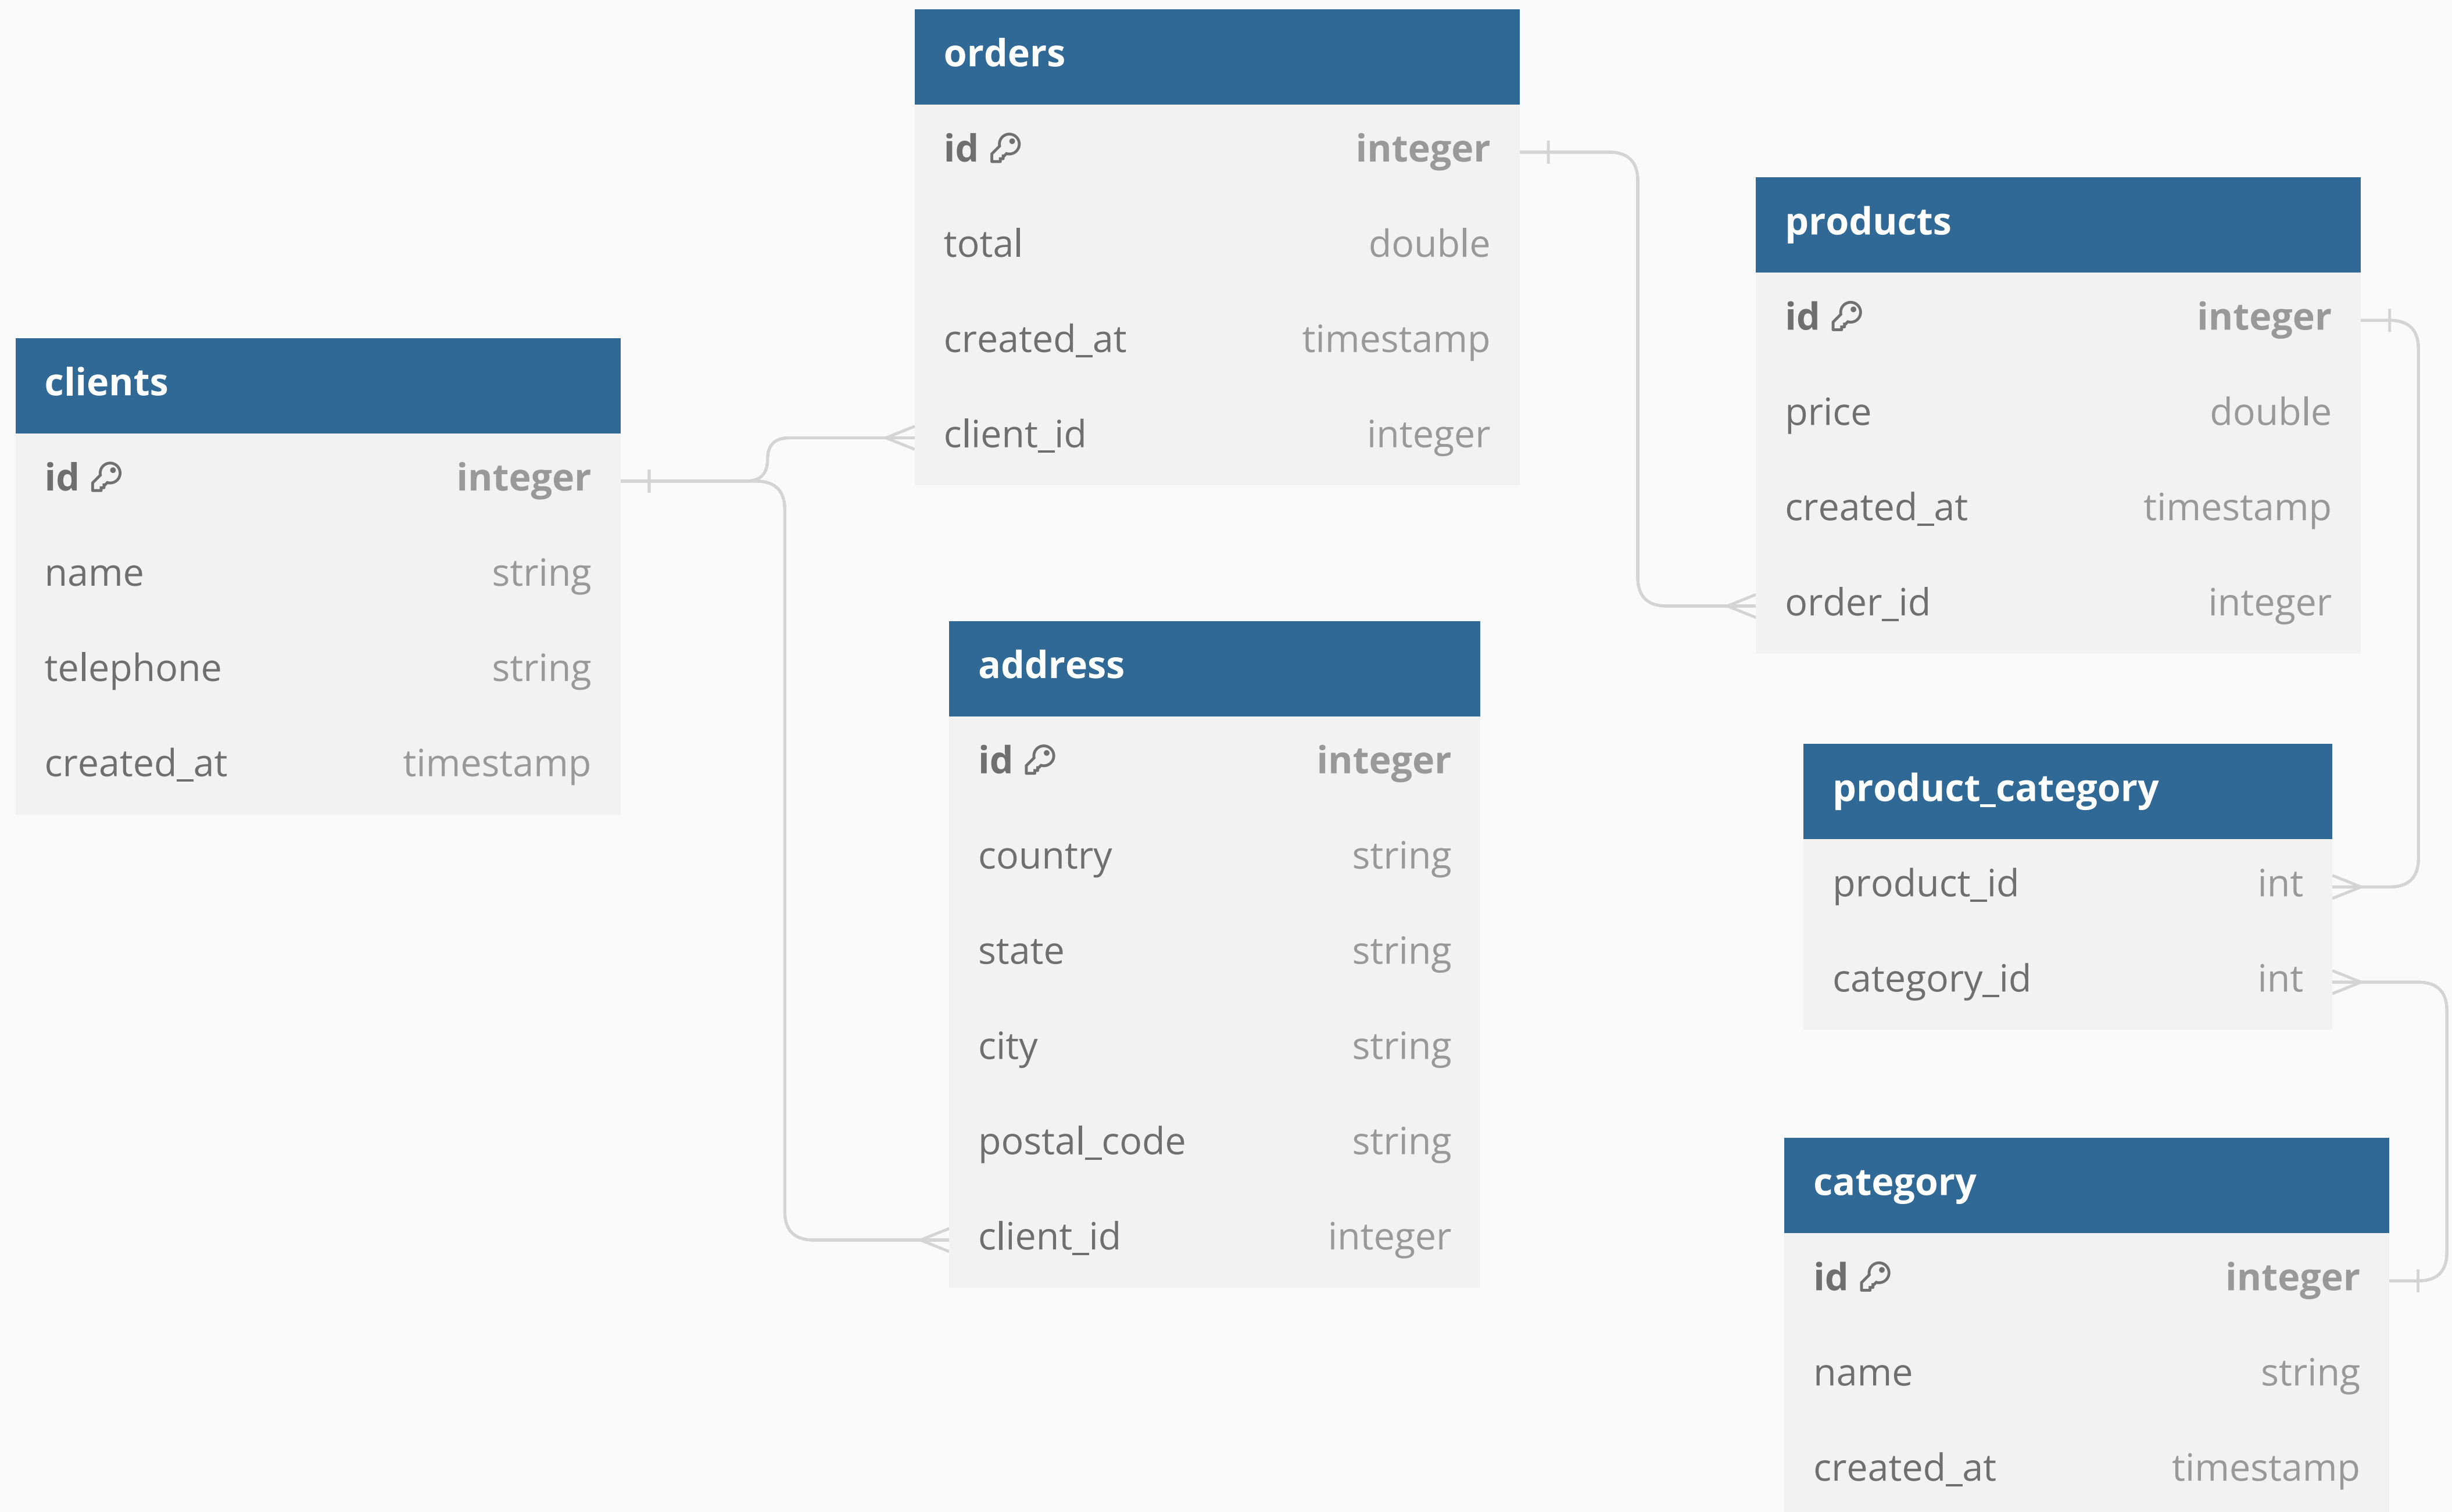 orders
id integer
total double
created_at timestamp
client_id integer
products
id integer
price double
created_at timestamp
order_id integer
clients
id integer
name string
telephone string
created_at timestamp
address
id integer
country string
state string
city string
postal_code string
client_id integer
product_category
product_id int
category_id int
category
id integer
name string
created_at timestamp